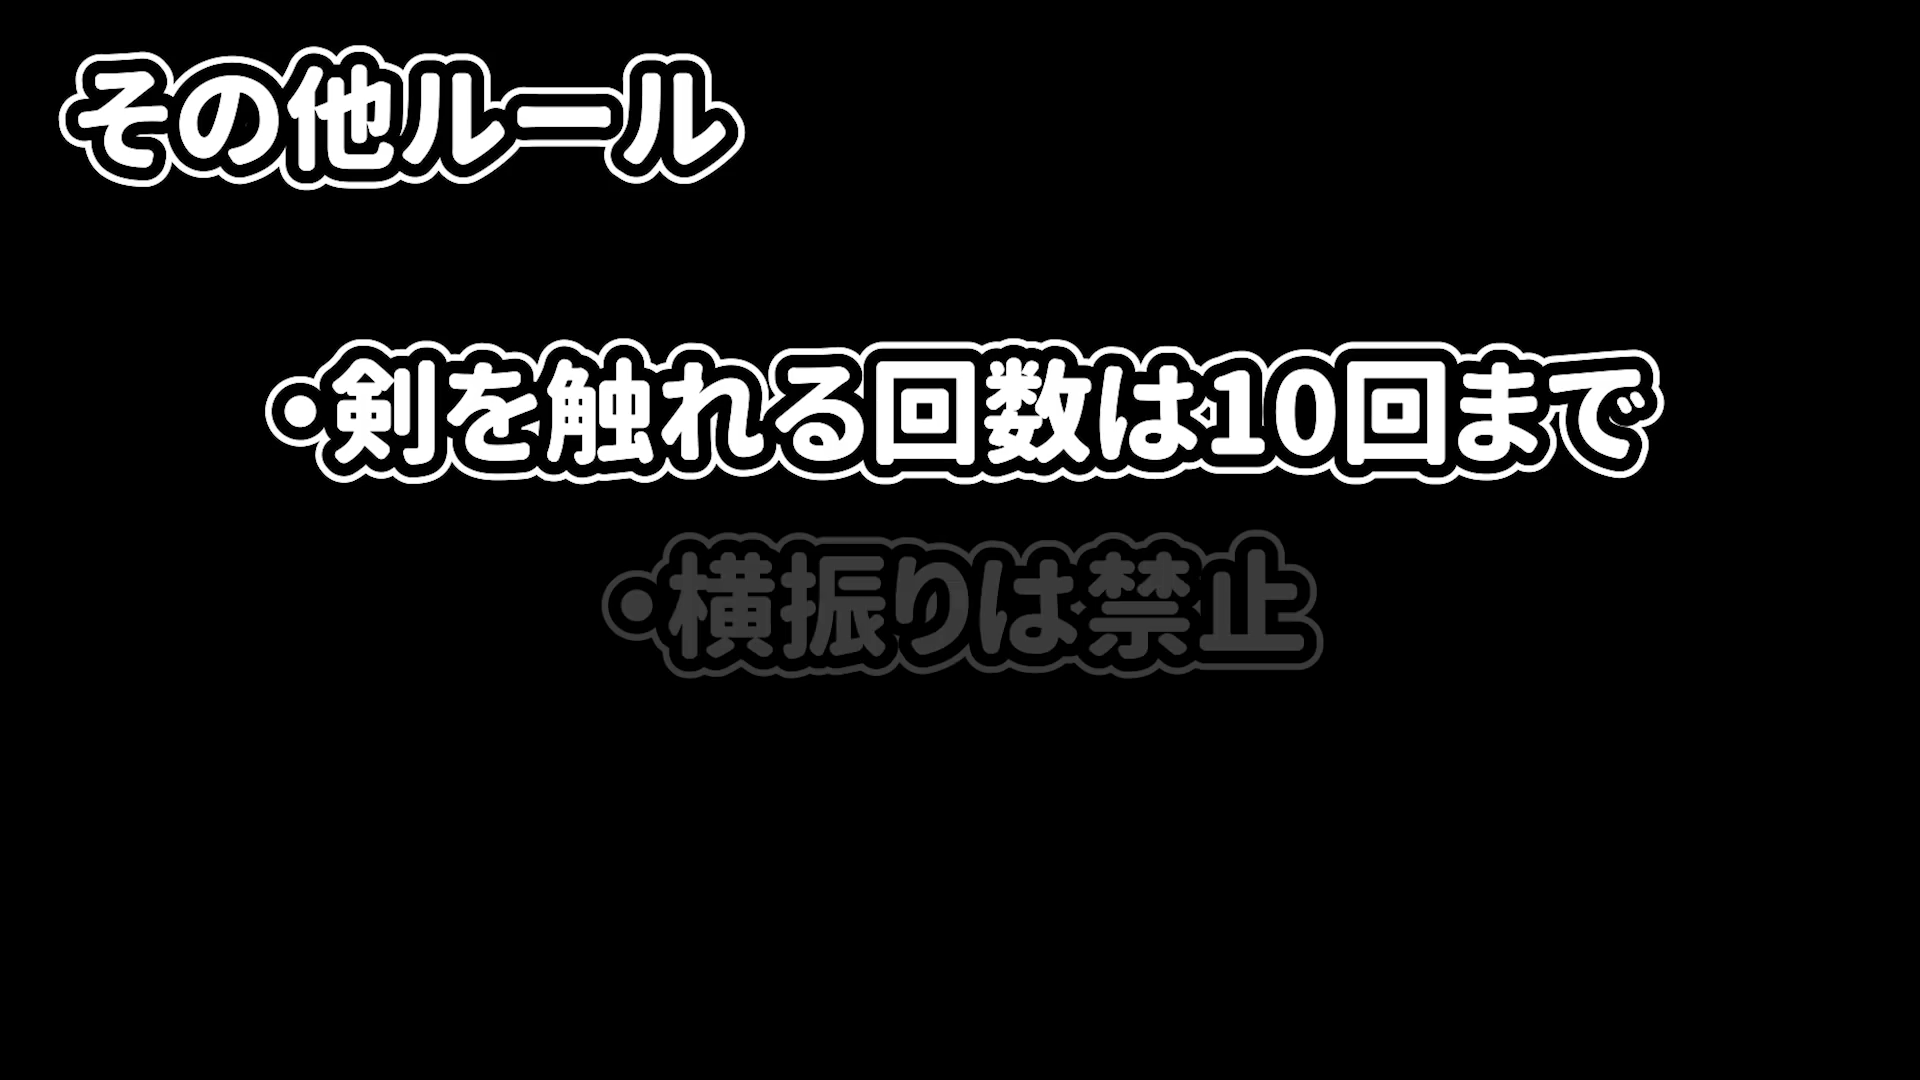 その他ルール
・剣を触れる回数は10回まで
・横振りは禁止